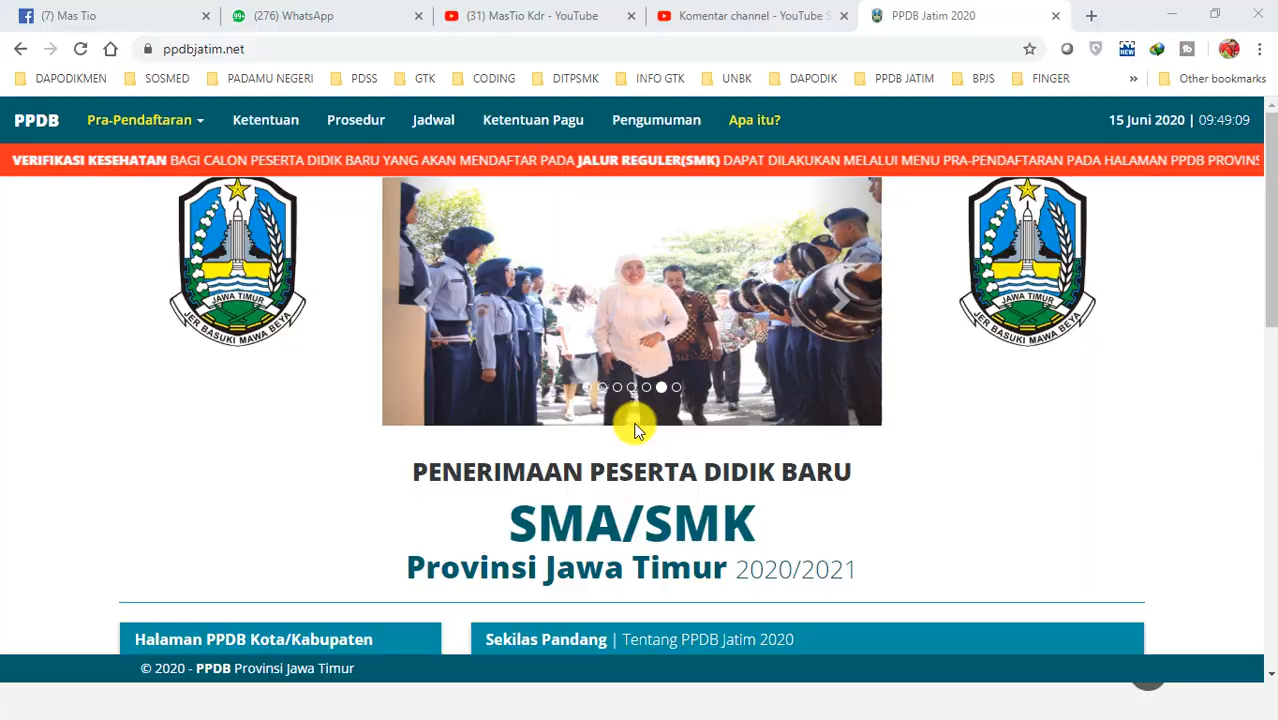 (7) Mas Tio
99+ (276) WhatsApp
(31) MasTio Kdr - YouTube
Komentar channel - YouTube S
PPDB Jatim 2020
ppdbjatim.net
NEW
DAPODIKMEN SOSMED PADAMU NEGERI PDSS GTK CODING DITPSMK INFO GTK UNBK DAPODIK PPDB JATIM BPJS FINGER » Other bookmarks
PPDB Pra-Pendaftaran Ketentuan Prosedur Jadwal Ketentuan Pagu Pengumuman Apa itu? 15 Juni 2020 | 09:49:09
VERIFIKASI KESEHATAN BAGI CALON PESERTA DIDIK BARU YANG AKAN MENDAFTAR PADA JALUR REGULER(SMK) DAPAT DILAKUKAN MELALUI MENU PRA-PENDAFTARAN PADA HALAMAN PPDB PROVINS
JAWA TIMUR
JER BASUKI MAWA BEYA
JAWA TIMUR
JER BASUKI MAWA BEYA
PENERIMAAN PESERTA DIDIK BARU
SMA/SMK
Provinsi Jawa Timur 2020/2021
Halaman PPDB Kota/Kabupaten
Sekilas Pandang | Tentang PPDB Jatim 2020
© 2020 - PPDB Provinsi Jawa Timur